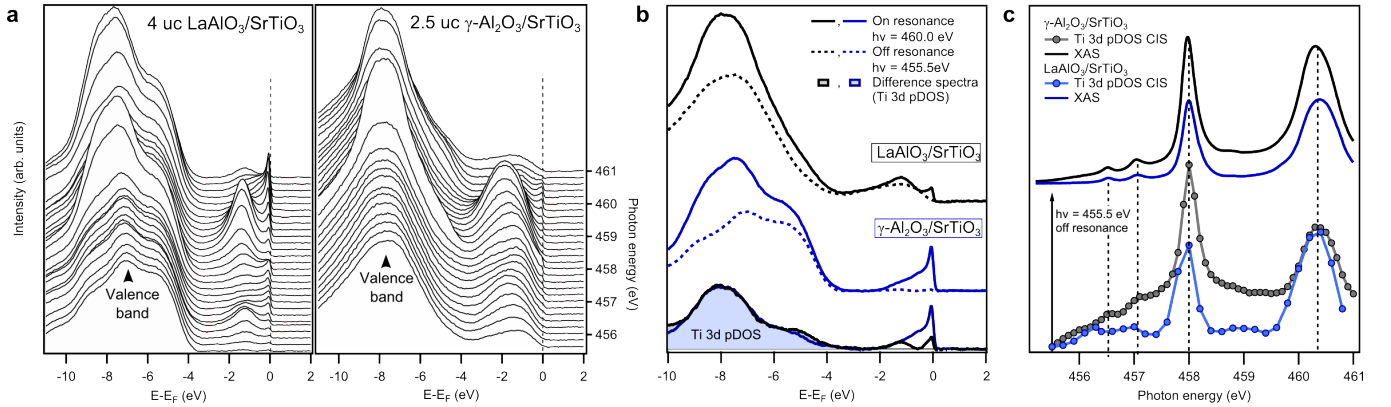 a
4 uc LaAlO3/SrTiO3
2.5 uc γ-Al2O3/SrTiO3
Intensity (arb. units)
Valence
band
Valence
band
461
460
459
458
457
456
Photon energy (eV)
-10 -8 -6 -4 -2 0 2
-10 -8 -6 -4 -2 0 2
E-EF (eV)
E-EF (eV)
b
, On resonance
hν = 460.0 eV
, Off resonance
hν = 455.5eV
, Difference spectra
(Ti 3d pDOS)
LaAlO3/SrTiO3
γ-Al2O3/SrTiO3
Ti 3d pDOS
-10 -8 -6 -4 -2 0 2
E-EF (eV)
c
γ-Al2O3/SrTiO3
Ti 3d pDOS CIS
XAS
LaAlO3/SrTiO3
Ti 3d pDOS CIS
XAS
hν = 455.5 eV
off resonance
456 457 458 459 460 461
Photon energy (eV)